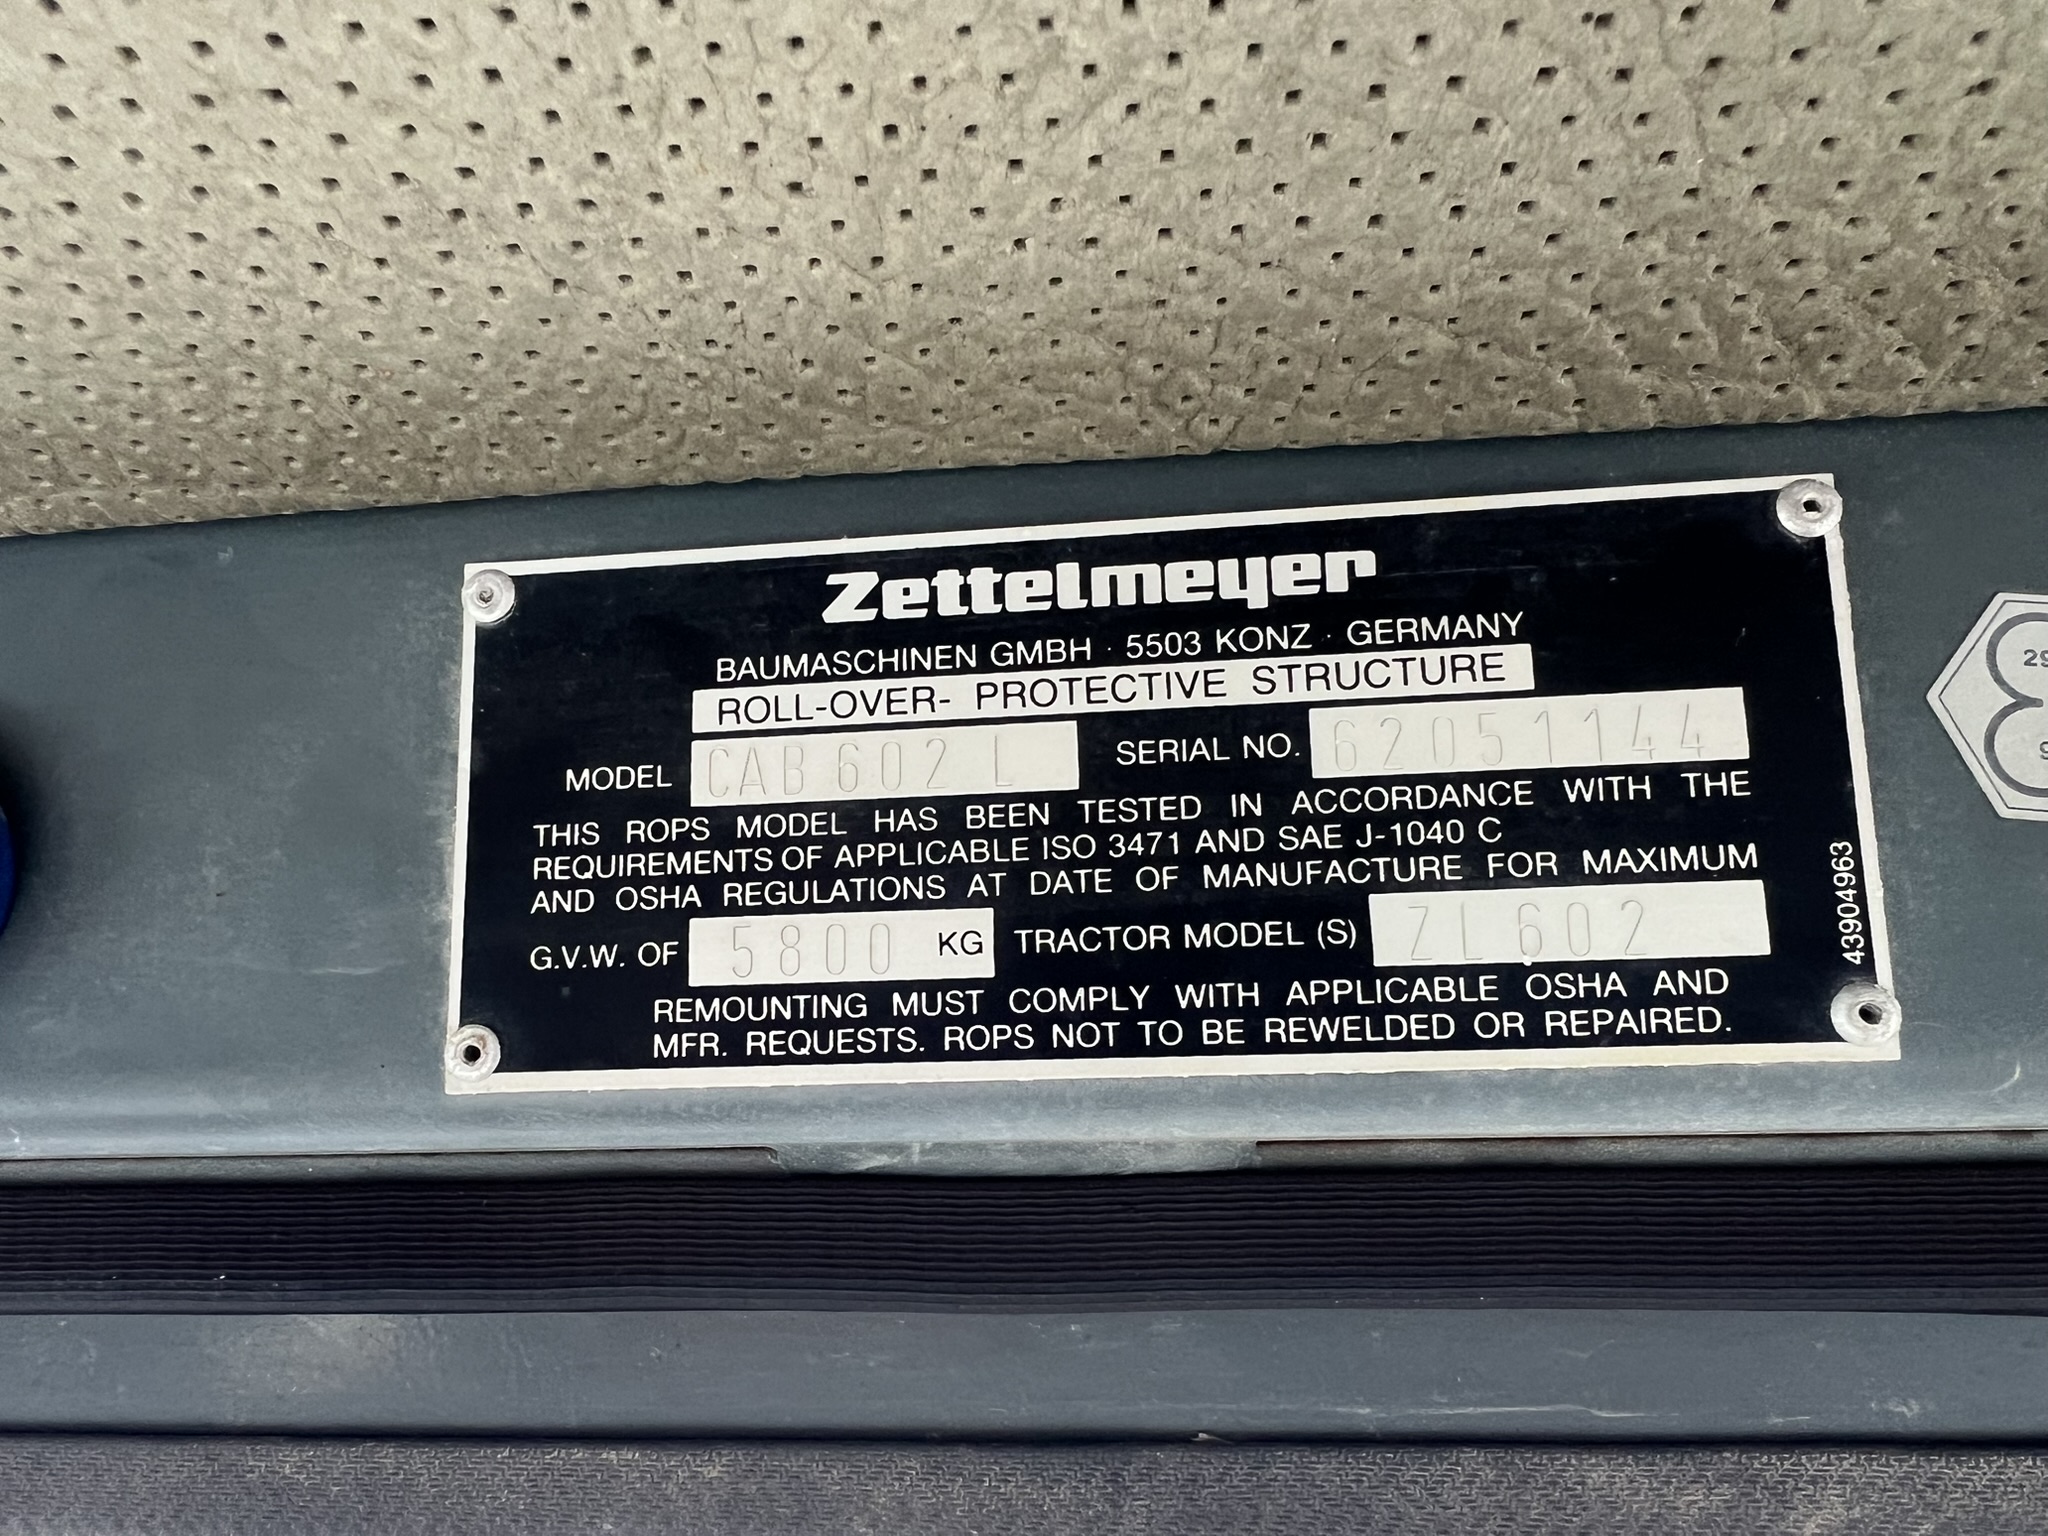 Zettelmeyer
BAUMASCHINEN GMBH · 5503 KONZ · GERMANY
ROLL-OVER- PROTECTIVE STRUCTURE
MODEL CAB 602 L SERIAL NO. 62051144
THIS ROPS MODEL HAS BEEN TESTED IN ACCORDANCE WITH THE
REQUIREMENTS OF APPLICABLE ISO 3471 AND SAE J-1040 C
AND OSHA REGULATIONS AT DATE OF MANUFACTURE FOR MAXIMUM
G.V.W. OF 5800 KG TRACTOR MODEL (S) ZL 602
REMOUNTING MUST COMPLY WITH APPLICABLE OSHA AND
MFR. REQUESTS. ROPS NOT TO BE REWELDED OR REPAIRED.
43904963
29
9